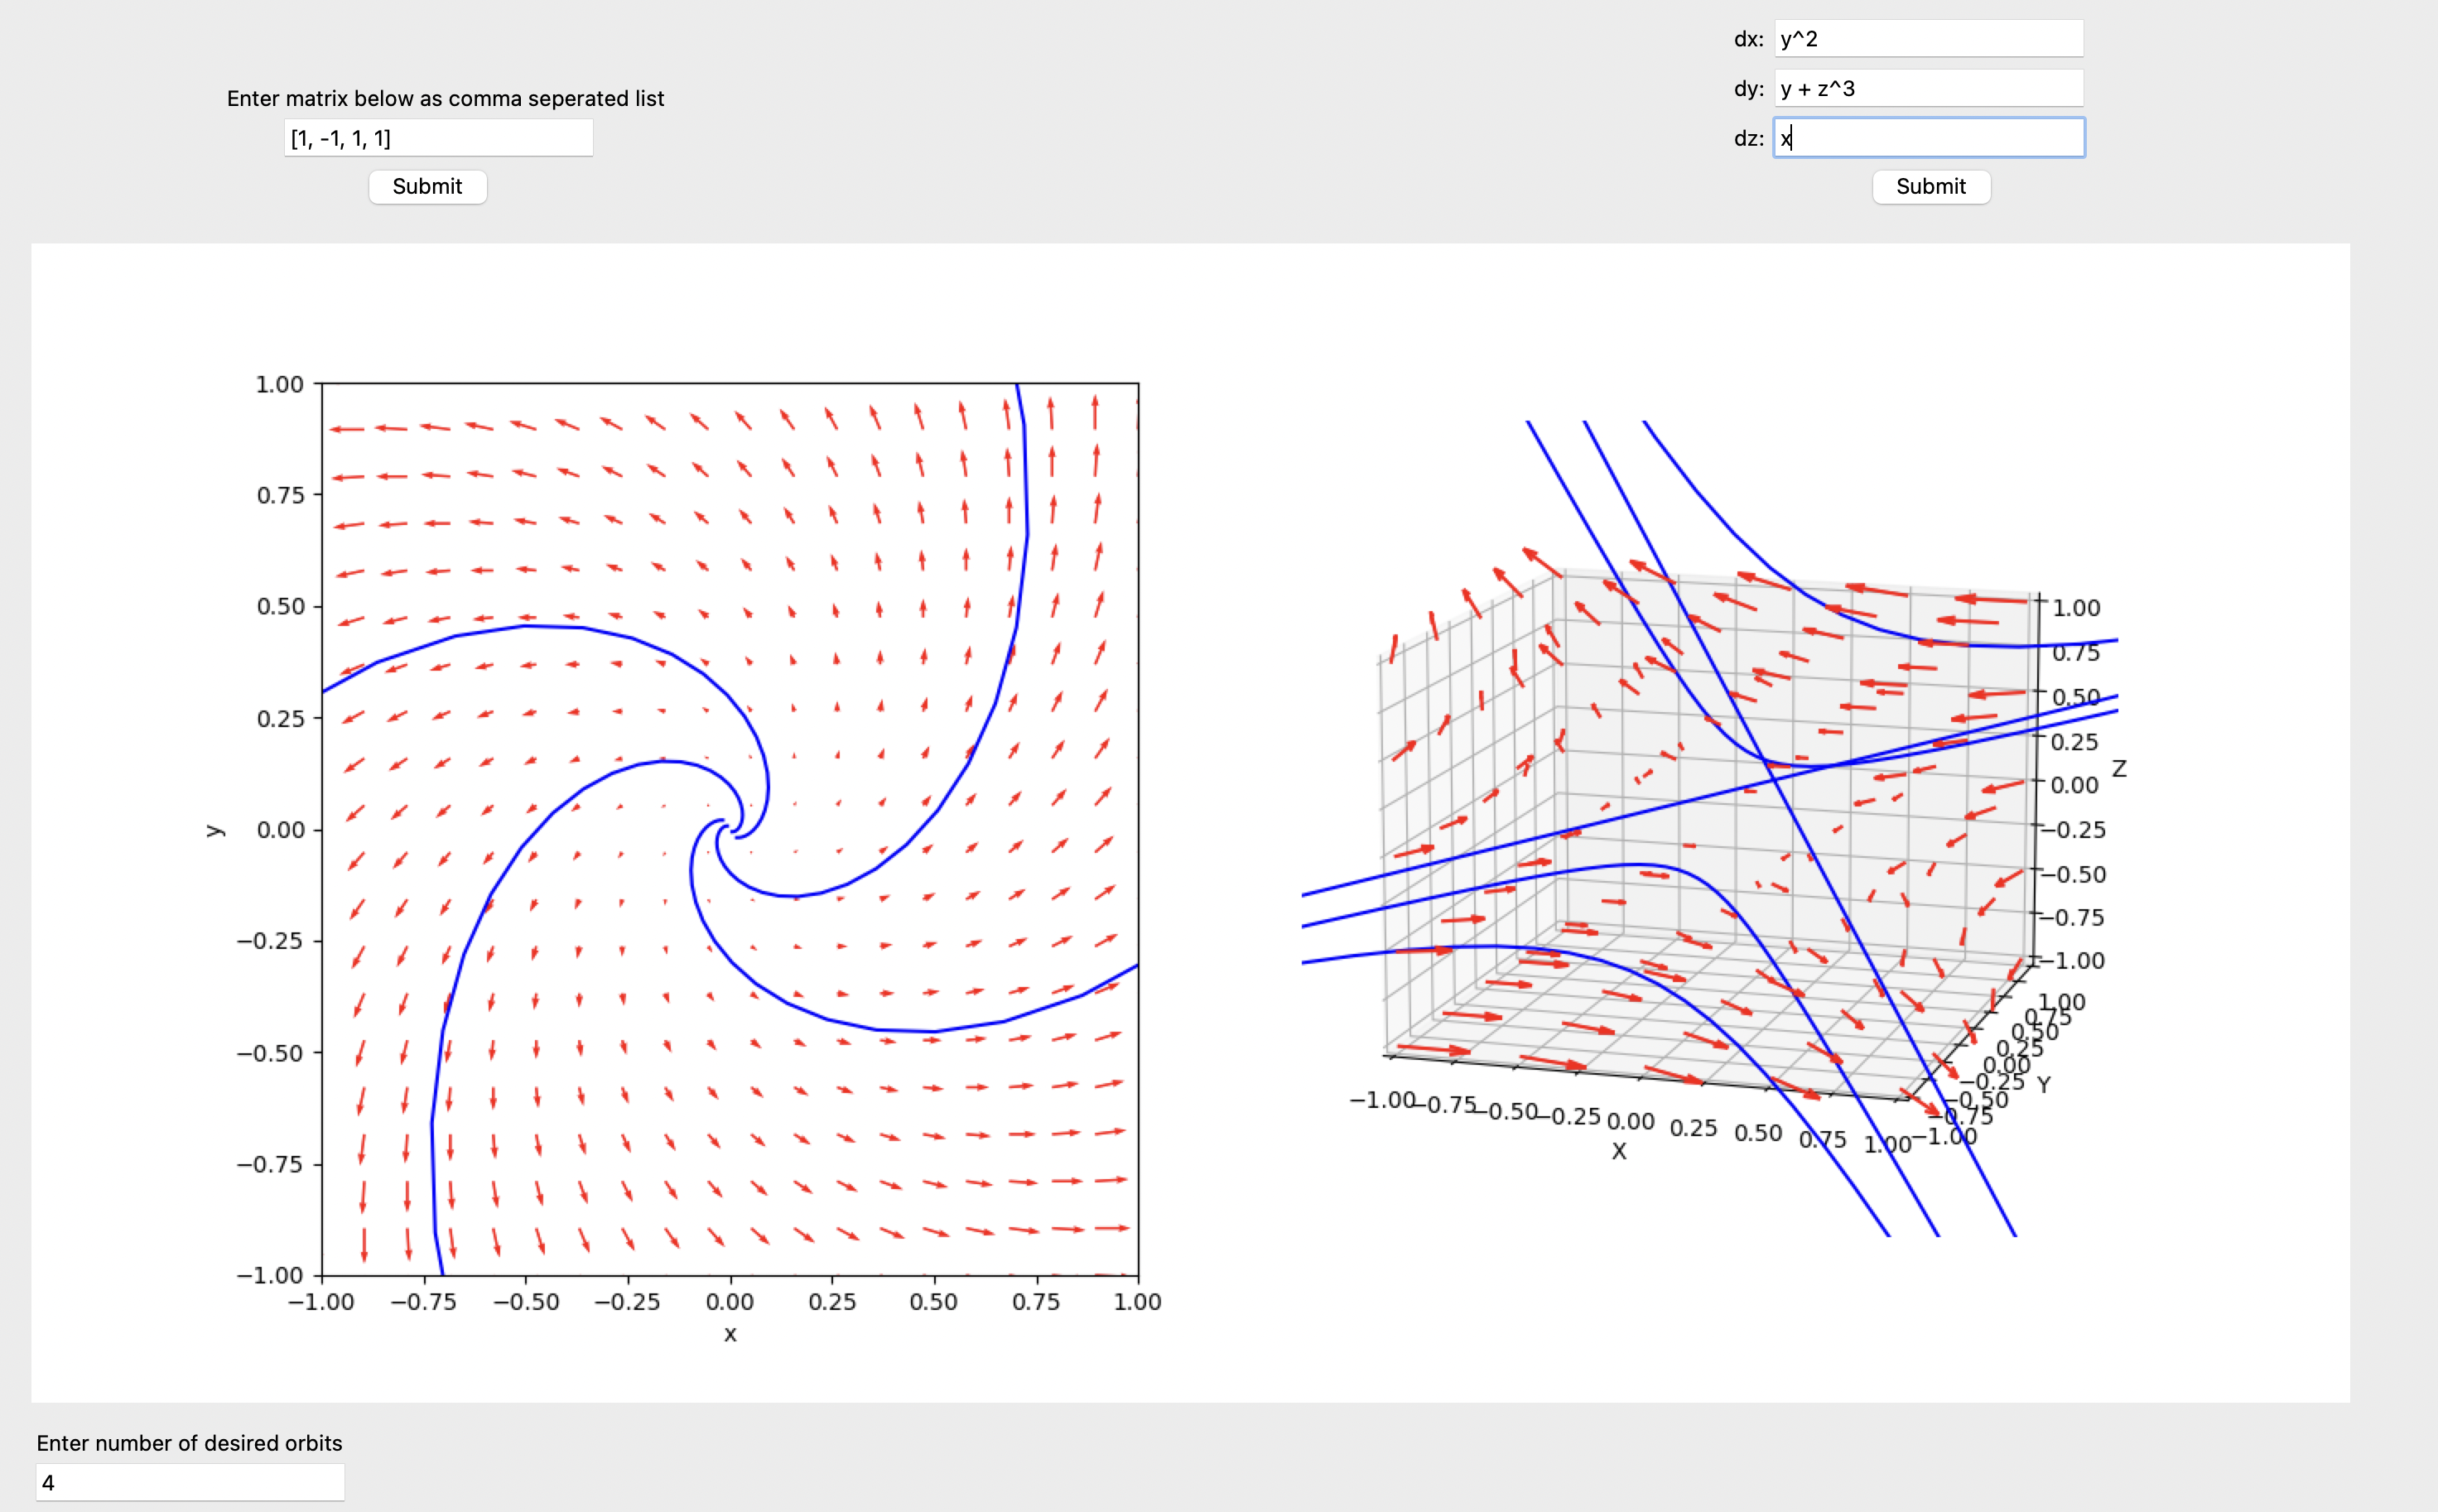 dx: y^2
Enter matrix below as comma seperated list
dy: y + z^3
[1, -1, 1, 1]
dz: x
Submit
Submit
1.00
0.75
0.50
0.25
0.00
−0.25
−0.50
−0.75
−1.00
y
−1.00 −0.75 −0.50 −0.25 0.00 0.25 0.50 0.75 1.00
x
1.00
0.75
0.50
0.25
0.00
−0.25
−0.50
−0.75
−1.00
Z
1.00
0.75
0.50
0.25
0.00
−0.25
−0.50
−0.75
−1.00
Y
−1.00 −0.75 −0.50 −0.25 0.00 0.25 0.50 0.75 1.00
X
Enter number of desired orbits
4